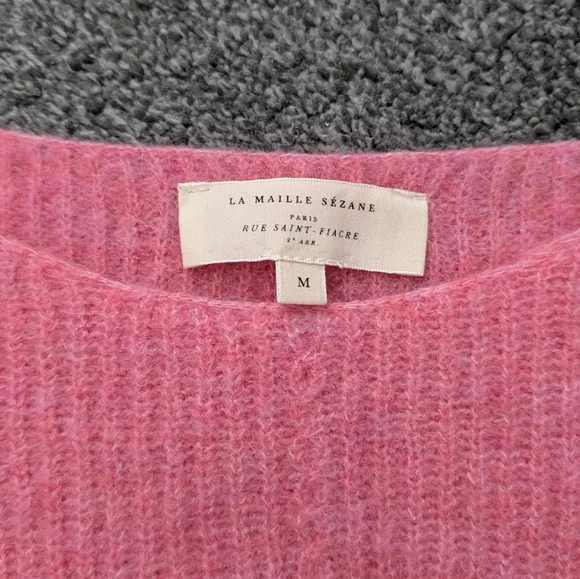 LA MAILLE SÉZANE
PARIS
RUE SAINT-FIACRE
2e ARR.
M